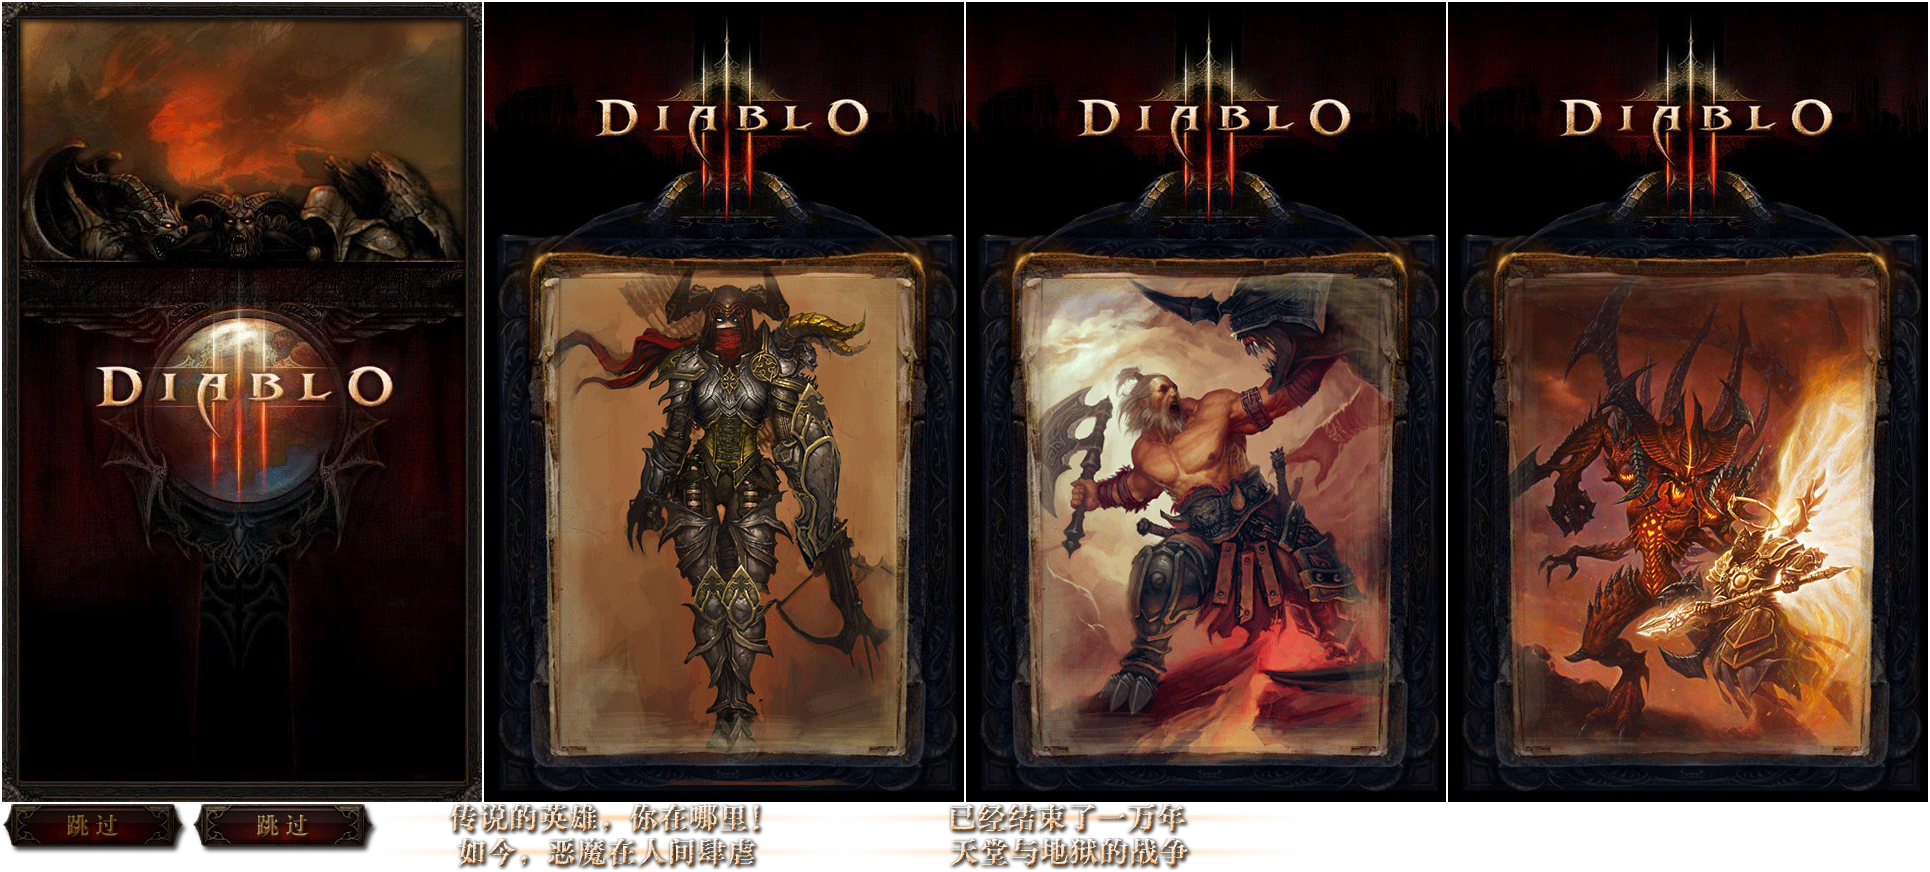 DIABLO
DIABLO
DIABLO
DIABLO
跳过
跳过
传说的英雄，你在哪里！
如今，恶魔在人间肆虐
已经结束了一万年
天堂与地狱的战争